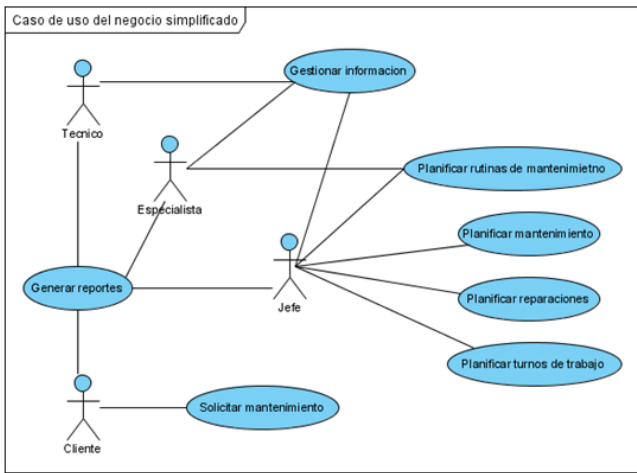 Caso de uso del negocio simplificado
Gestionar informacion
Tecnico
Planificar rutinas de mantenimietno
Especialista
Planificar mantenimiento
Generar reportes
Jefe
Planificar reparaciones
Planificar turnos de trabajo
Solicitar mantenimiento
Cliente